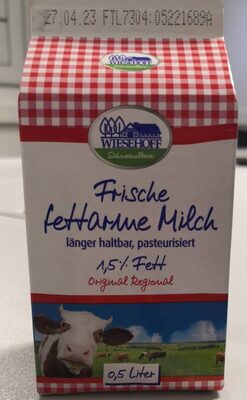 27.04.23 FTL7304:05221689A
WIESEHOFF
Sahnemolkerei
Frische
fettarme Milch
länger haltbar, pasteurisiert
1,5% Fett
Original Regional
0,5 Liter